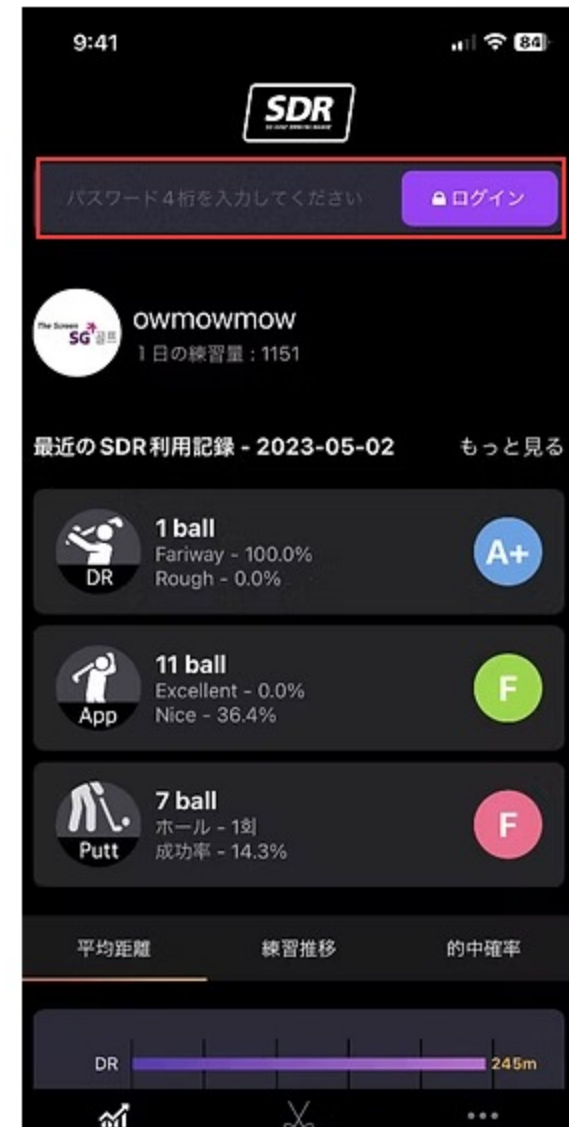 9:41
84
SDR
パスワード4桁を入力してください
ログイン
The Screen
SG골프
owmowmow
1日の練習量 : 1151
最近のSDR利用記録 - 2023-05-02
もっと見る
1 ball
Fariway - 100.0%
Rough - 0.0%
DR
A+
11 ball
Excellent - 0.0%
Nice - 36.4%
App
F
7 ball
ホール - 1회
成功率 - 14.3%
Putt
F
平均距離
練習推移
的中確率
DR
245m